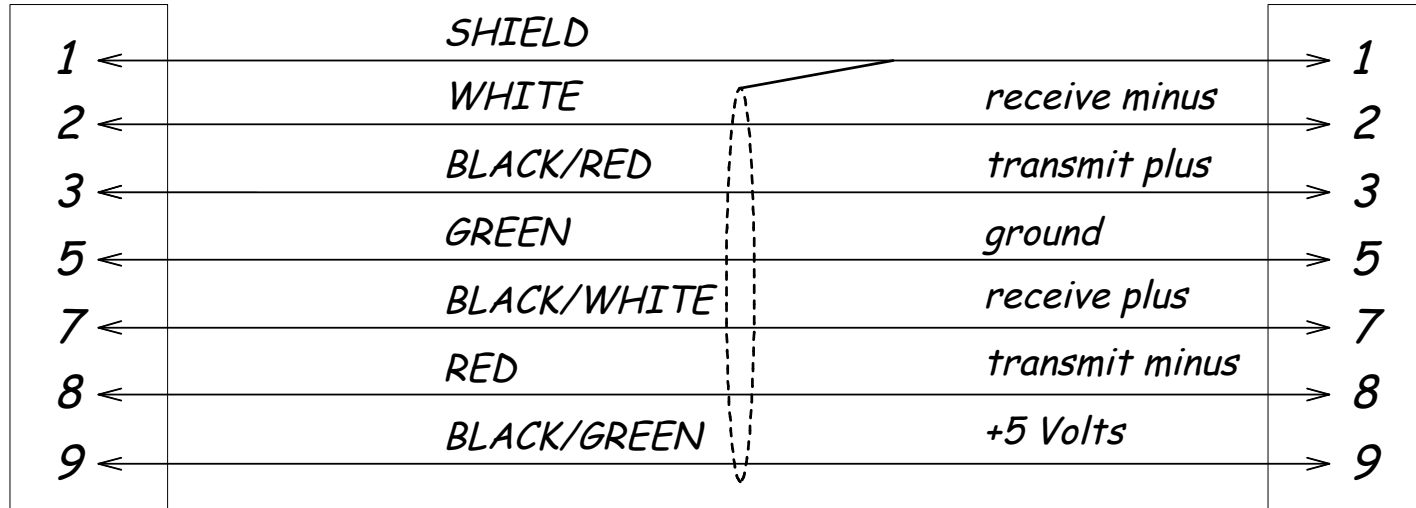 SHIELD
1 1
WHITE receive minus
2 2
BLACK/RED transmit plus
3 3
GREEN ground
5 5
BLACK/WHITE receive plus
7 7
RED transmit minus
8 8
BLACK/GREEN +5 Volts
9 9